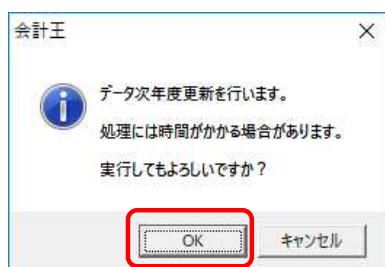 会計王
データ次年度更新を行います。
処理には時間がかかる場合があります。
実行してもよろしいですか？
OK
キャンセル